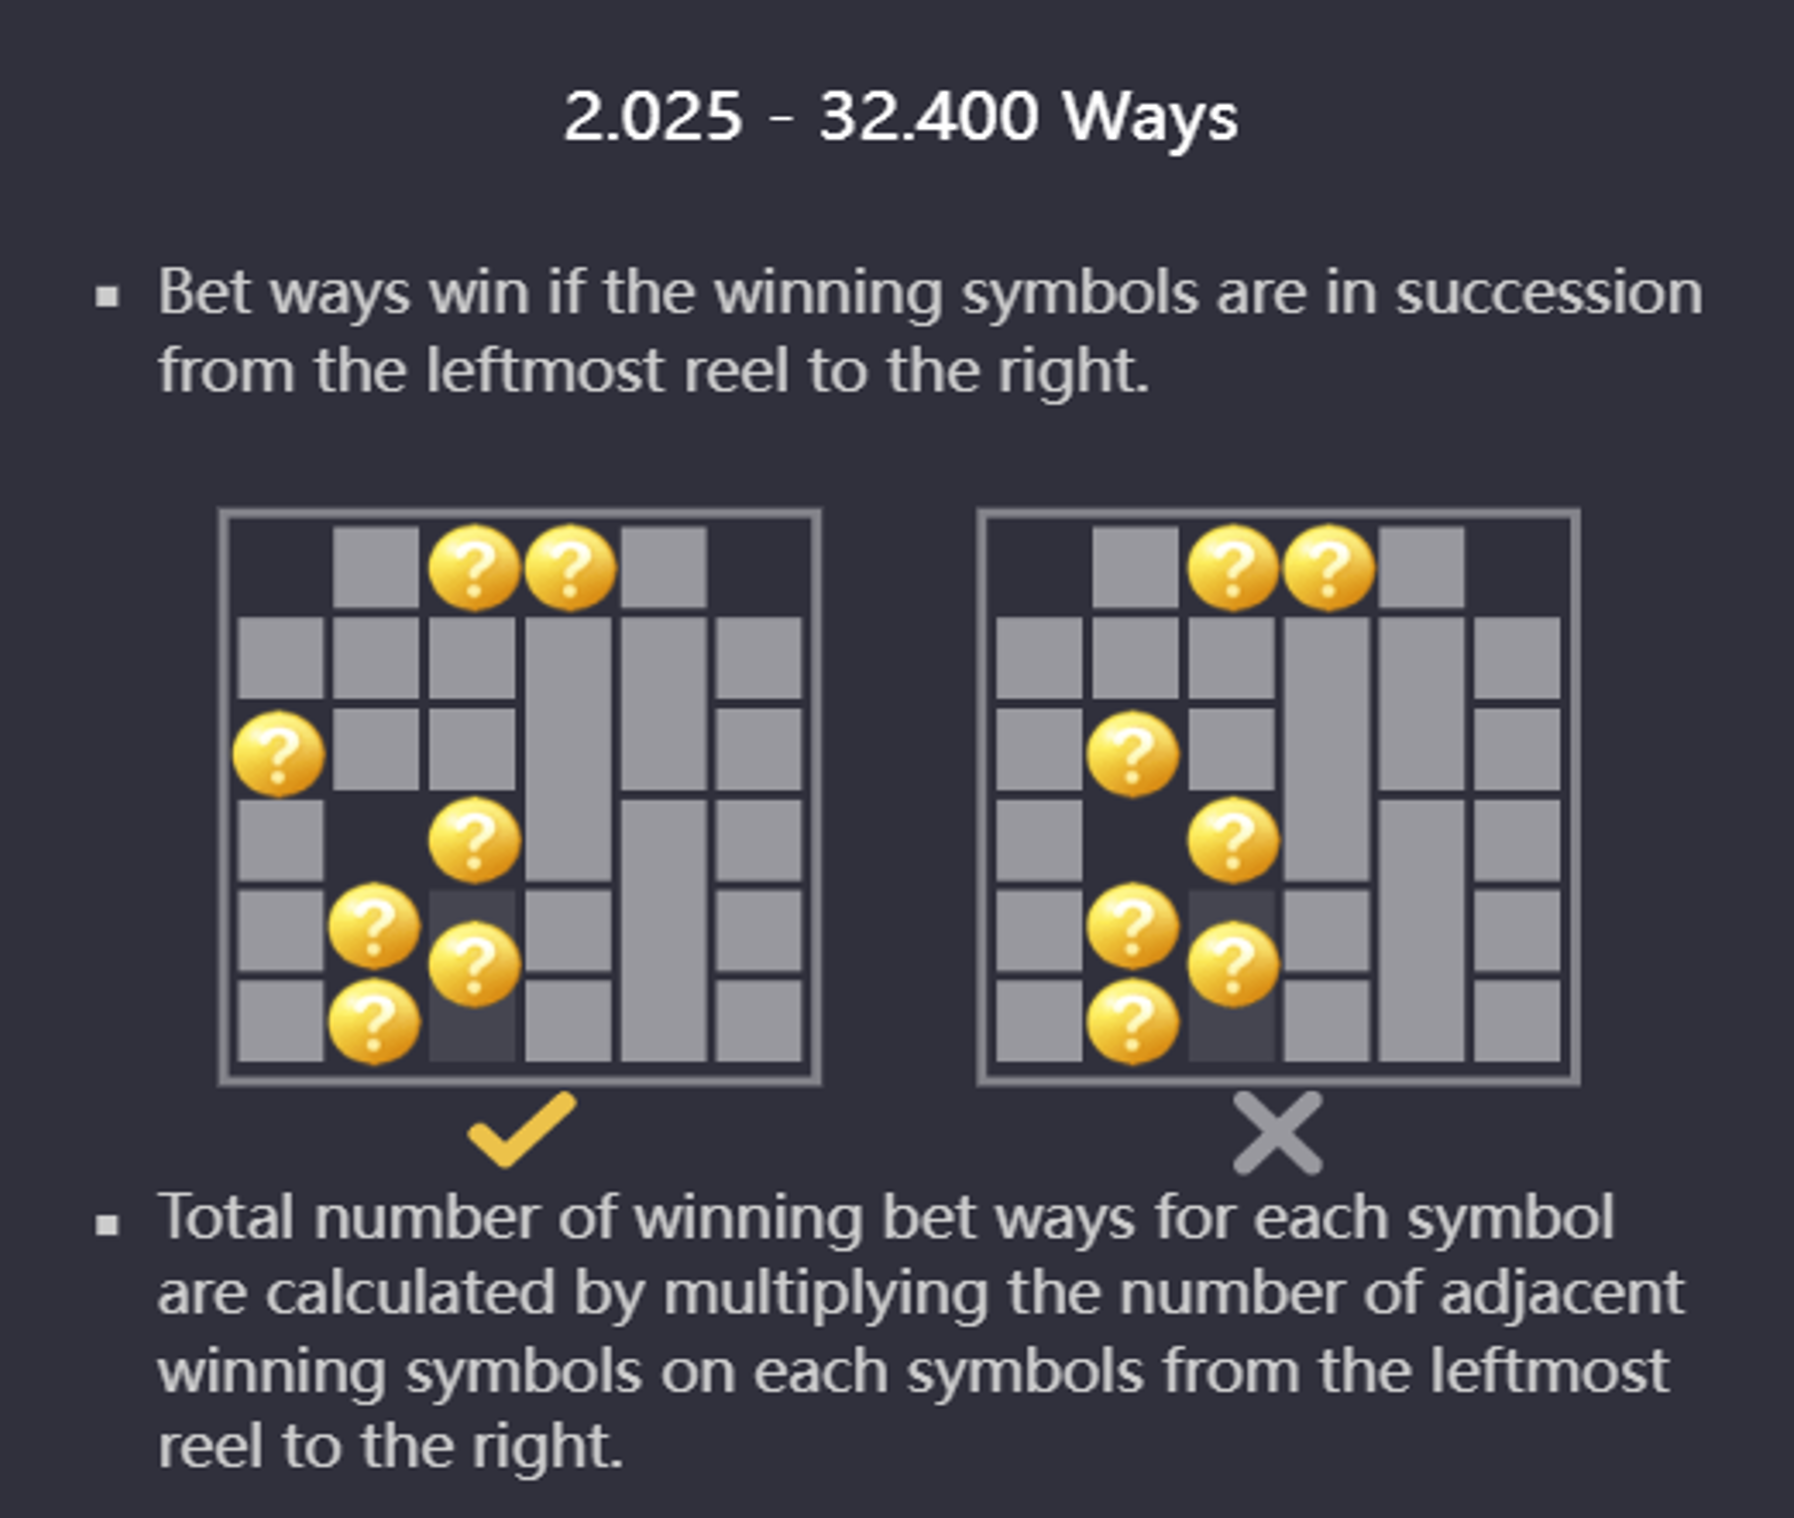 2.025 - 32.400 Ways
▪ Bet ways win if the winning symbols are in succession
from the leftmost reel to the right.
? ?
?
?
?
?
?
? ?
?
?
?
?
?
▪ Total number of winning bet ways for each symbol
are calculated by multiplying the number of adjacent
winning symbols on each symbols from the leftmost
reel to the right.